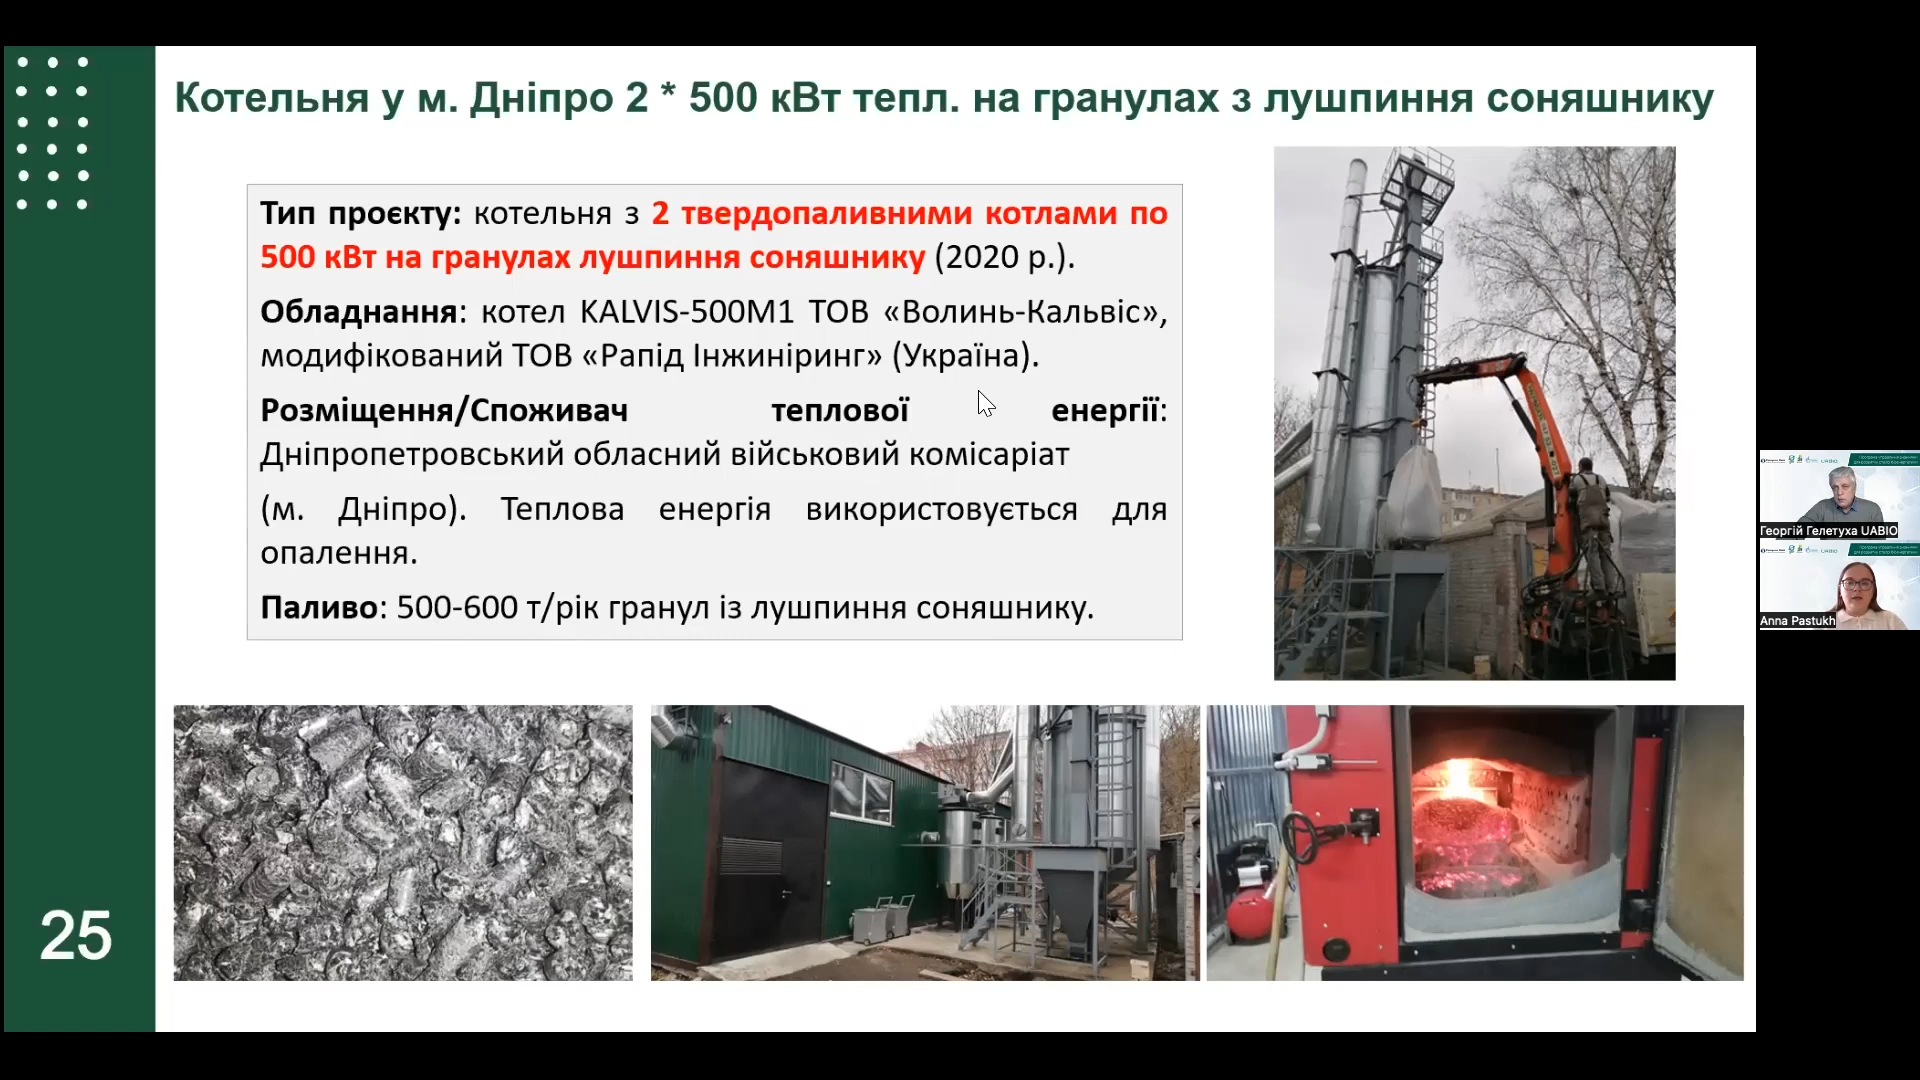 Котельня у м. Дніпро 2 * 500 кВт тепл. на гранулах з лушпиння соняшнику
Тип проєкту: котельня з 2 твердопаливними котлами по
500 кВт на гранулах лушпиння соняшнику (2020 р.).
Обладнання: котел KALVIS-500М1 ТОВ «Волинь-Кальвіс»,
модифікований ТОВ «Рапід Інжиніринг» (Україна).
Розміщення/Споживач теплової енергії:
Дніпропетровський обласний військовий комісаріат
(м. Дніпро). Теплова енергія використовується для
опалення.
Паливо: 500-600 т/рік гранул із лушпиння соняшнику.
25
Георгій Гелетуха UABIO
Anna Pastukh